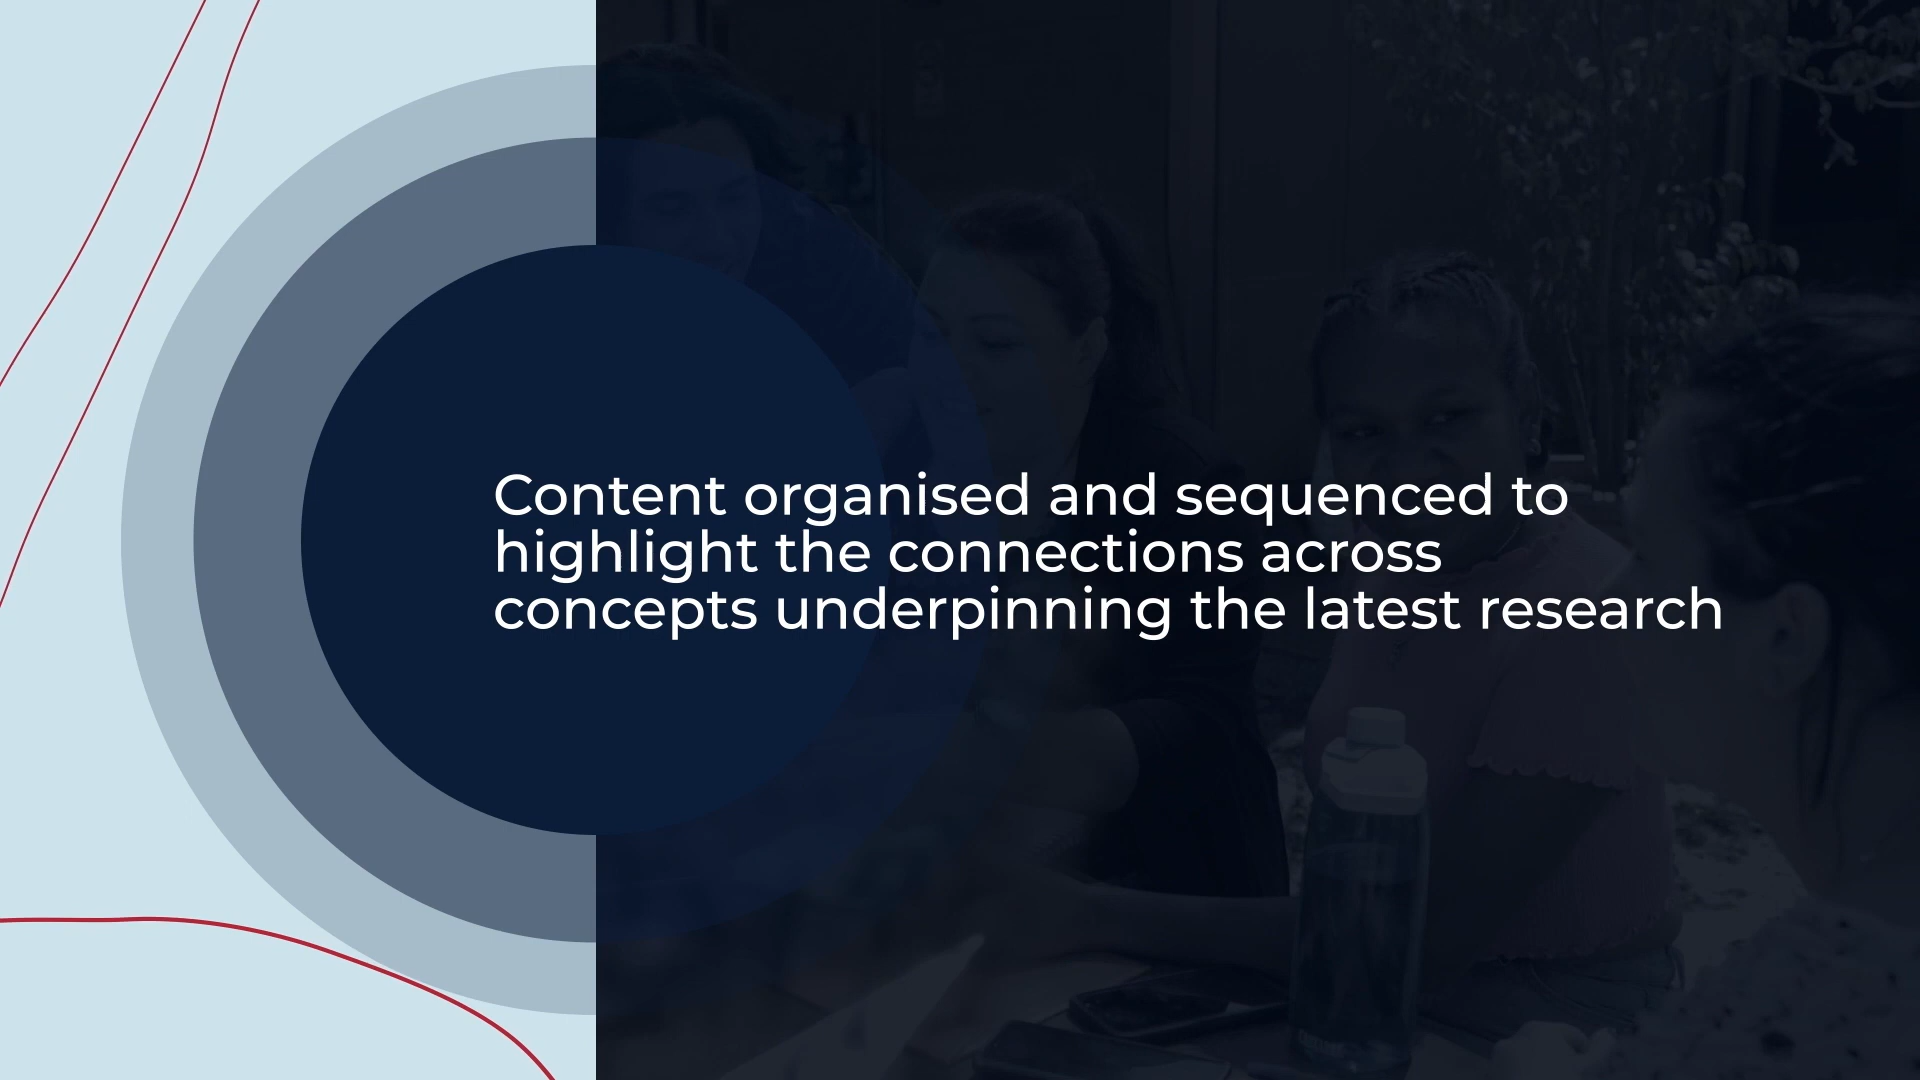 Content organised and sequenced to
highlight the connections across
concepts underpinning the latest research